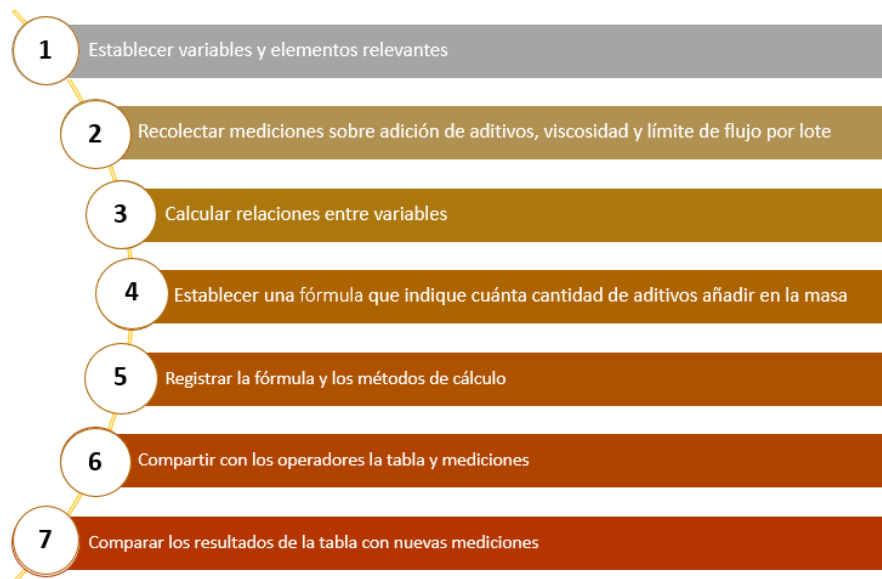 1 Establecer variables y elementos relevantes
2 Recolectar mediciones sobre adición de aditivos, viscosidad y límite de flujo por lote
3 Calcular relaciones entre variables
4 Establecer una fórmula que indique cuánta cantidad de aditivos añadir en la masa
5 Registrar la fórmula y los métodos de cálculo
6 Compartir con los operadores la tabla y mediciones
7 Comparar los resultados de la tabla con nuevas mediciones